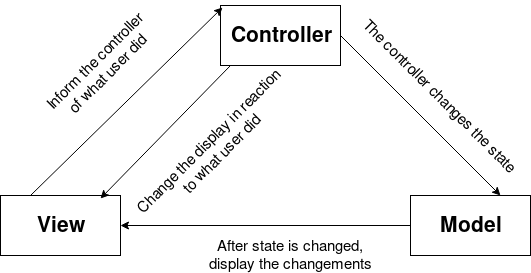 Controller
Inform the controller
of what user did
Change the display in reaction
to what user did
The controller changes the state
View
Model
After state is changed,
display the changements